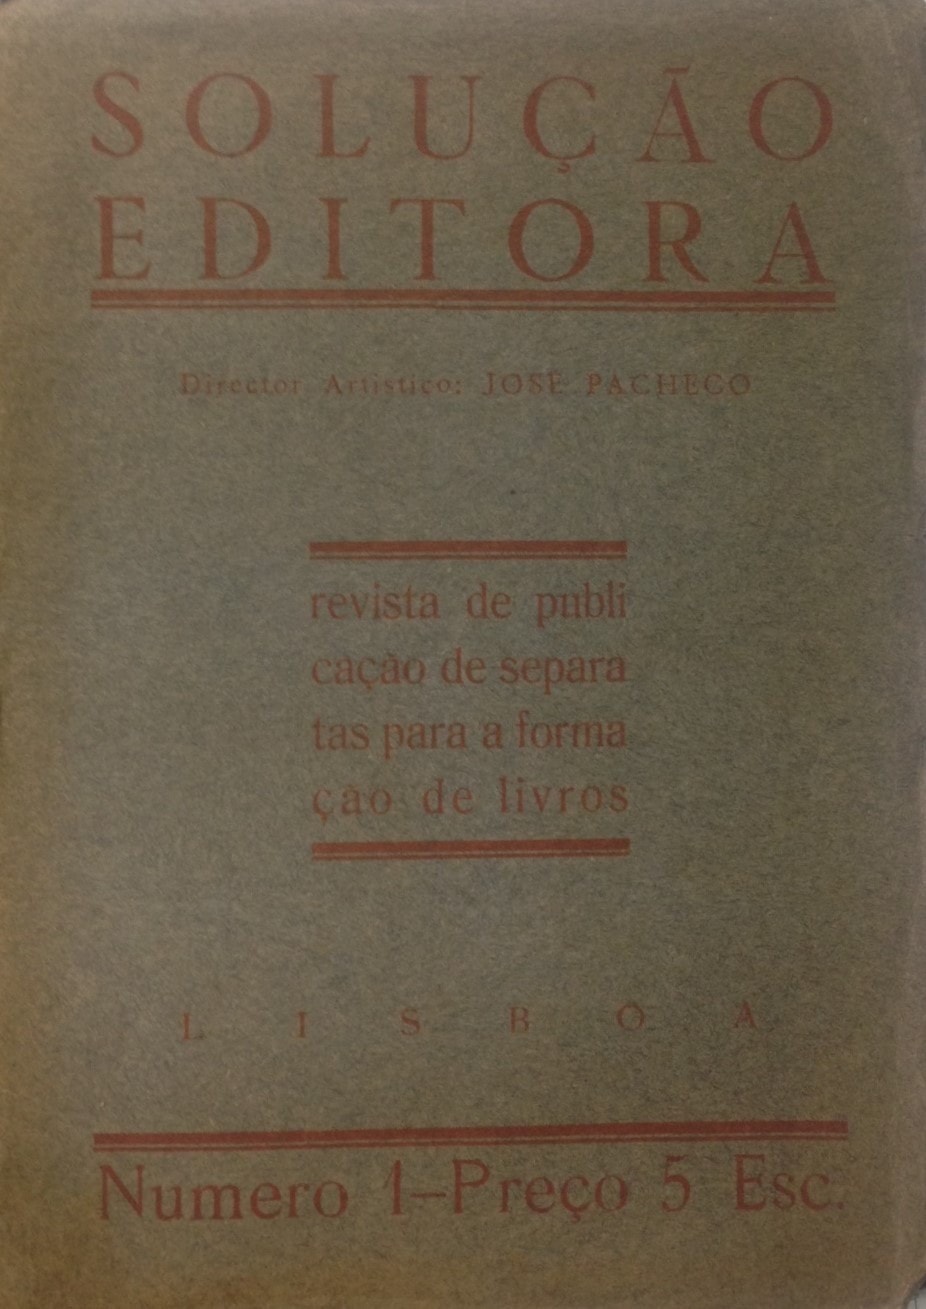 SOLUÇÃO
EDITORA
Director Artistico: JOSÉ PACHECO
revista de publi
cação de separa
tas para a forma
ção de livros
LISBOA
Numero 1—Preço 5 Esc.